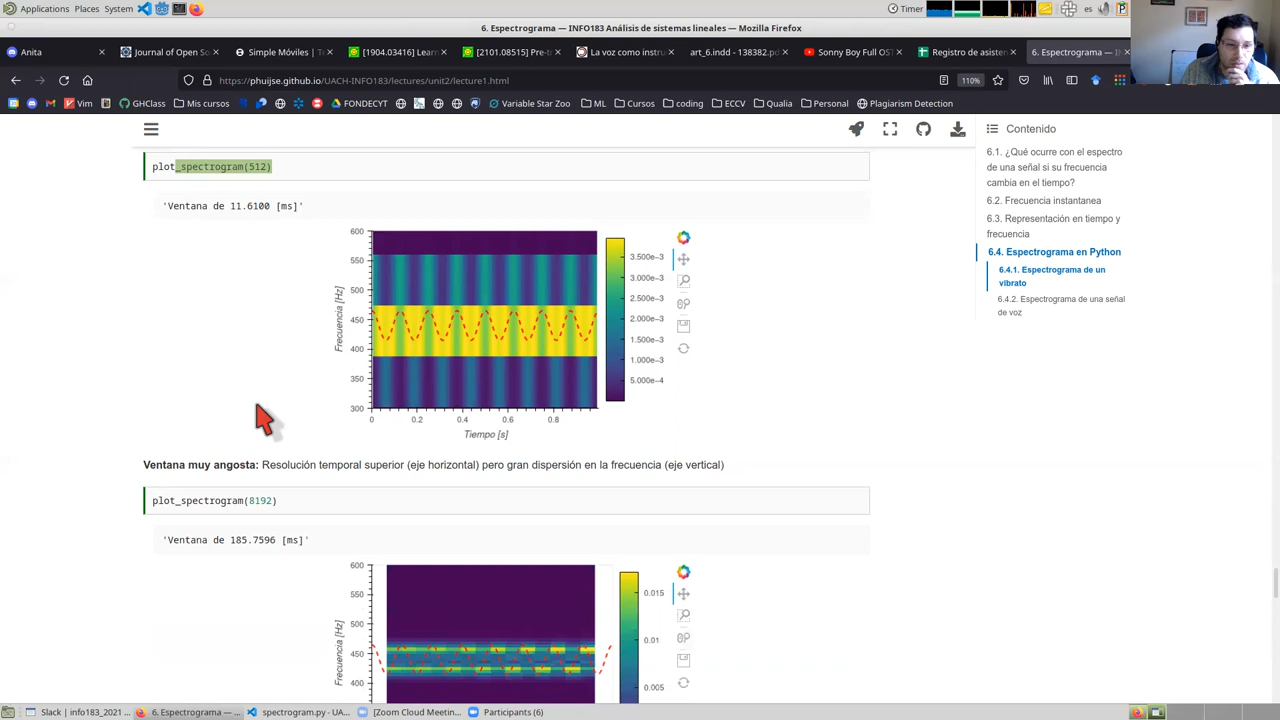 Applications Places System Timer es
6. Espectrograma — INFO183 Análisis de sistemas lineales — Mozilla Firefox
Anita Journal of Open So Simple Móviles | Tu [1904.03416] Learn [2101.08515] Pre- La voz como instru art_6.indd - 138382.pd Sonny Boy Full OST Registro de asisten 6. Espectrograma — IN
https://phuijse.github.io/UACH-INFO183/lectures/unit2/lecture1.html 110%
Vim GHClass Mis cursos FONDECYT Variable Star Zoo ML Cursos coding ECCV Qualia Personal Plagiarism Detection
Contenido
6.1. ¿Qué ocurre con el espectro
de una señal si su frecuencia
cambia en el tiempo?
6.2. Frecuencia instantanea
6.3. Representación en tiempo y
frecuencia
6.4. Espectrograma en Python
6.4.1. Espectrograma de un
vibrato
6.4.2. Espectrograma de una señal
de voz
plot_spectrogram(512)
'Ventana de 11.6100 [ms]'
600
550
500
450
400
350
300
Frecuencia [Hz]
0 0.2 0.4 0.6 0.8
Tiempo [s]
3.500e−3
3.000e−3
2.500e−3
2.000e−3
1.500e−3
1.000e−3
5.000e−4
Ventana muy angosta: Resolución temporal superior (eje horizontal) pero gran dispersión en la frecuencia (eje vertical)
plot_spectrogram(8192)
'Ventana de 185.7596 [ms]'
600
550
500
450
400
Frecuencia [Hz]
0.015
0.01
0.005
Slack | info183_2021 6. Espectrograma — ... spectrogram.py - UA... [Zoom Cloud Meetin... Participants (6)